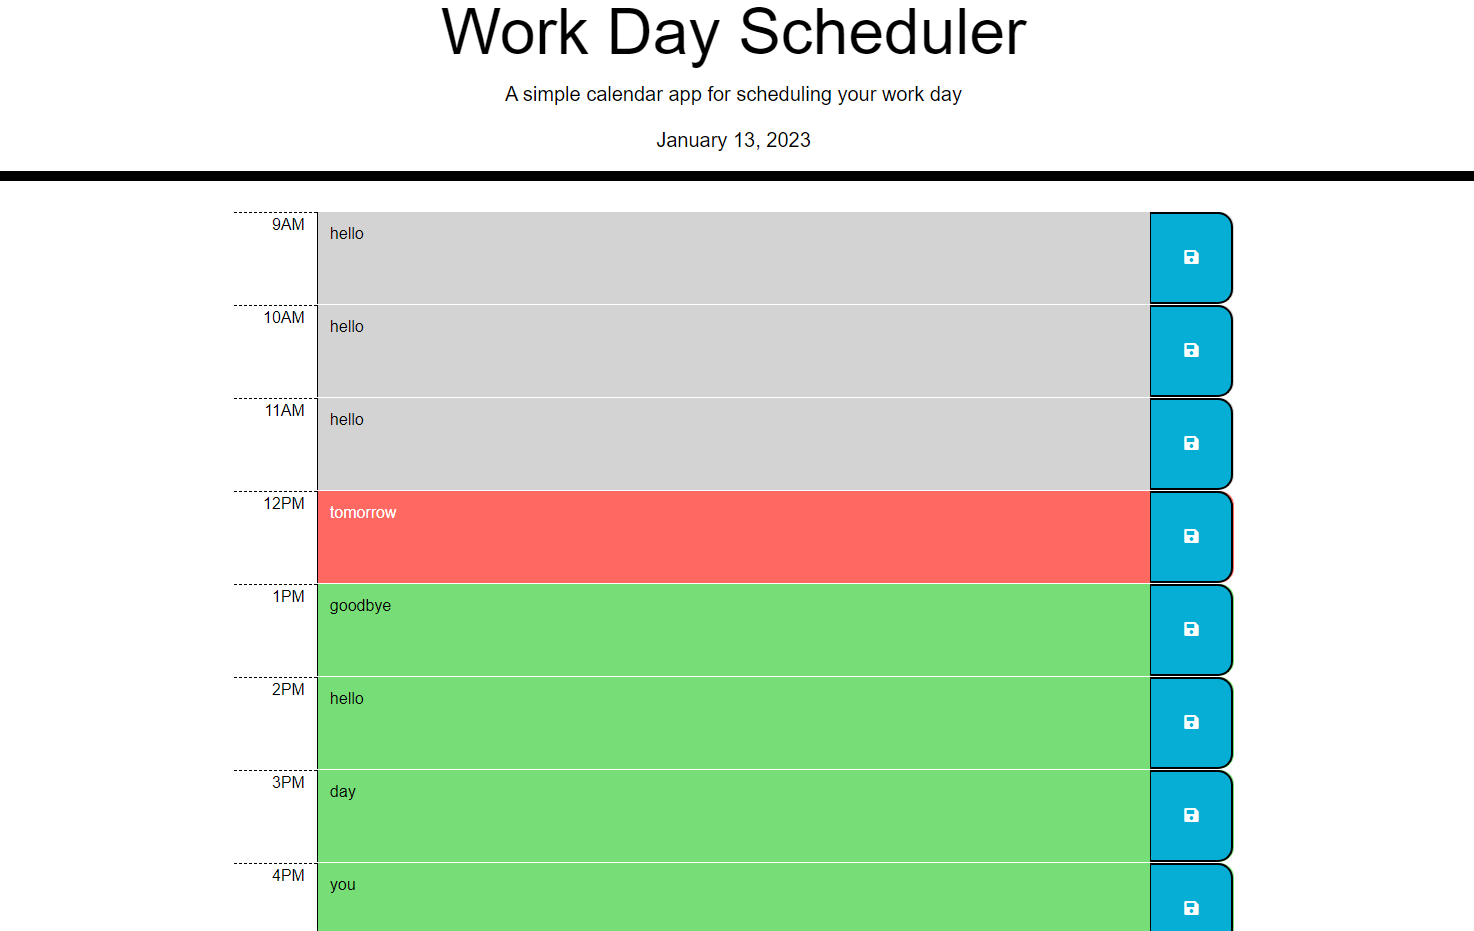 Work Day Scheduler
A simple calendar app for scheduling your work day
January 13, 2023
9AM
hello
10AM
hello
11AM
hello
12PM
tomorrow
1PM
goodbye
2PM
hello
3PM
day
4PM
you